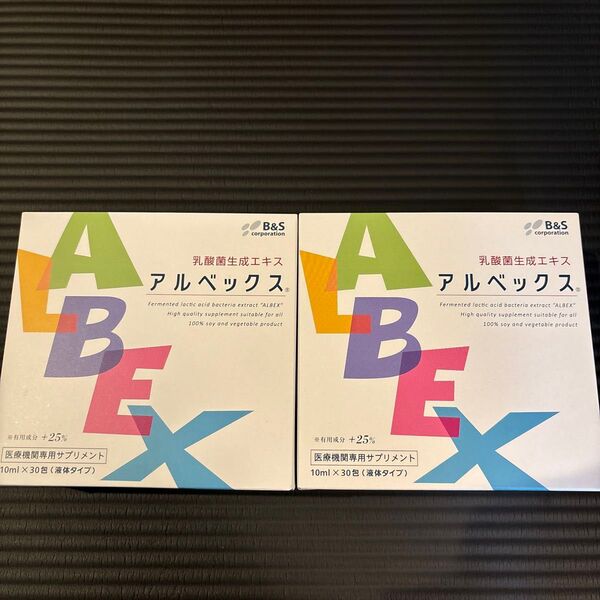 ALBEX
B&S
corporation
乳酸菌生成エキス
アルベックス®
Fermented lactic acid bacteria extract "ALBEX"
High quality supplement suitable for all
100% soy and vegetable product
※有用成分 +25%
医療機関専用サプリメント
10ml×30包(液体タイプ)
ALBEX
B&S
corporation
乳酸菌生成エキス
アルベックス®
Fermented lactic acid bacteria extract "ALBEX"
High quality supplement suitable for all
100% soy and vegetable product
※有用成分 +25%
医療機関専用サプリメント
10ml×30包(液体タイプ)